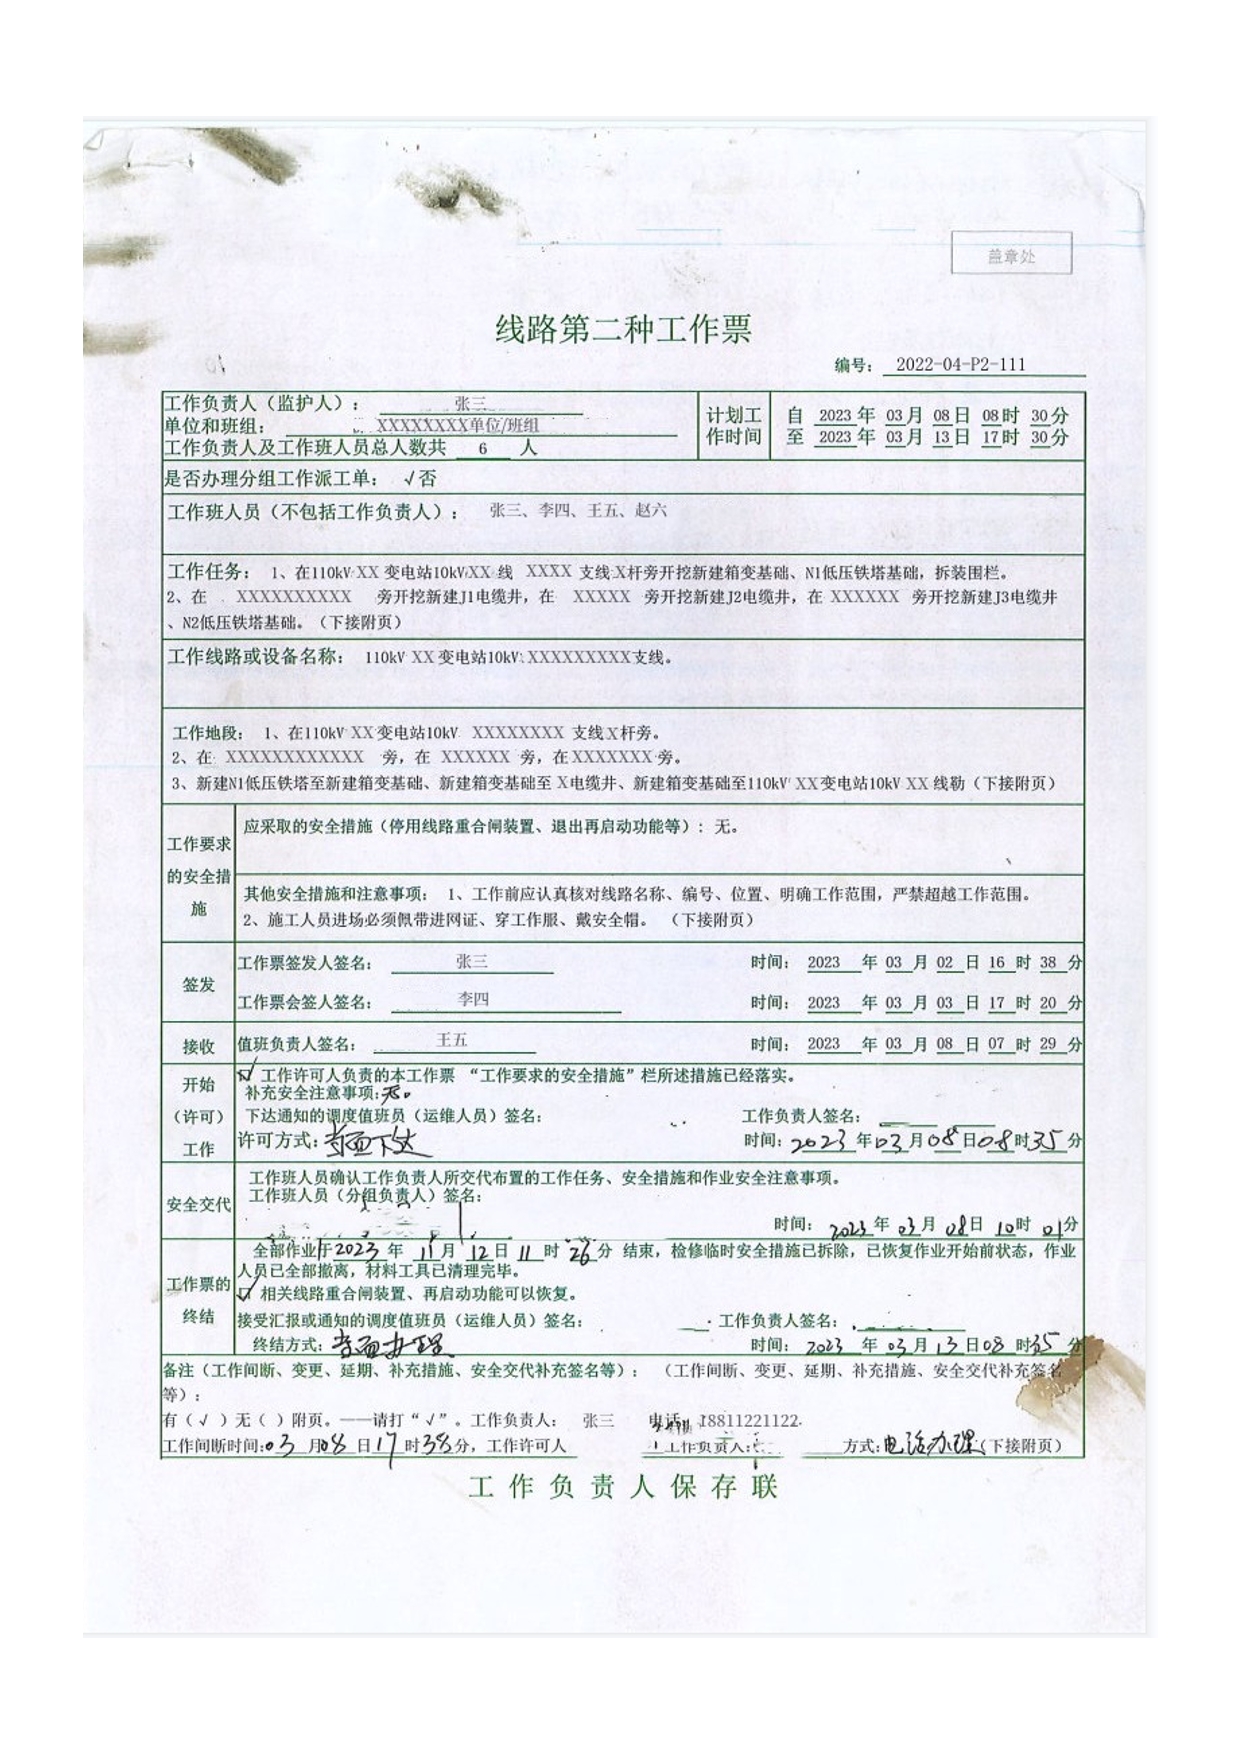 盖章处
线路第二种工作票
编号： 2022-04-P2-111
工作负责人（监护人）： 张三
单位和班组： XXXXXXXX单位/班组
工作负责人及工作班人员总人数共 6 人
计划工作时间
自 2023 年 03 月 08 日 08 时 30 分
至 2023 年 03 月 13 日 17 时 30 分
是否办理分组工作派工单： √否
工作班人员（不包括工作负责人）： 张三、李四、王五、赵六
工作任务： 1、在110kV XX 变电站10kV XX 线 XXXX 支线X杆旁开挖新建箱变基础、N1低压铁塔基础，拆装围栏。
2、在 XXXXXXXXXX 旁开挖新建J1电缆井，在 XXXXX 旁开挖新建J2电缆井，在 XXXXXX 旁开挖新建J3电缆井
、N2低压铁塔基础。（下接附页）
工作线路或设备名称： 110kV XX 变电站10kV XXXXXXXXX支线。
工作地段： 1、在110kV XX 变电站10kV XXXXXXXX 支线X杆旁。
2、在 XXXXXXXXXXXX 旁，在 XXXXXX 旁，在XXXXXXX 旁。
3、新建N1低压铁塔至新建箱变基础、新建箱变基础至 X电缆井、新建箱变基础至110kV XX变电站10kV XX 线勒（下接附页）
工作要求的安全措施
应采取的安全措施（停用线路重合闸装置、退出再启动功能等）：无。
其他安全措施和注意事项： 1、工作前应认真核对线路名称、编号、位置、明确工作范围，严禁超越工作范围。
2、施工人员进场必须佩带进网证、穿工作服、戴安全帽。 （下接附页）
签发
工作票签发人签名： 张三 时间： 2023 年 03 月 02 日 16 时 38 分
工作票会签人签名： 李四 时间： 2023 年 03 月 03 日 17 时 20 分
接收
值班负责人签名： 王五 时间： 2023 年 03 月 08 日 07 时 29 分
开始（许可）工作
☑ 工作许可人负责的本工作票 “工作要求的安全措施”栏所述措施已经落实。
补充安全注意事项：无。
下达通知的调度值班员（运维人员）签名： 工作负责人签名：
许可方式：当面下达 时间：2023 年 03 月 08 日 08 时 35 分
安全交代
工作班人员确认工作负责人所交代布置的工作任务、安全措施和作业安全注意事项。
工作班人员（分组负责人）签名：
时间： 2023 年 03 月 08 日 10 时 01 分
工作票的终结
全部作业于 2023 年 11 月 12 日 11 时 26 分 结束，检修临时安全措施已拆除，已恢复作业开始前状态，作业
人员已全部撤离，材料工具已清理完毕。
☑ 相关线路重合闸装置、再启动功能可以恢复。
接受汇报或通知的调度值班员（运维人员）签名： 工作负责人签名：
终结方式：当面办理 时间： 2023 年 03 月 13 日 08 时 35 分
备注（工作间断、变更、延期、补充措施、安全交代补充签名等）： （工作间断、变更、延期、补充措施、安全交代补充签名
等）：
有（√）无（ ）附页。——请打“√”。工作负责人： 张三 电话：18811221122.
工作间断时间：03 月 08 日 17 时 38 分，工作许可人 工作负责人： 方式：电话办理（下接附页）
工作负责人保存联